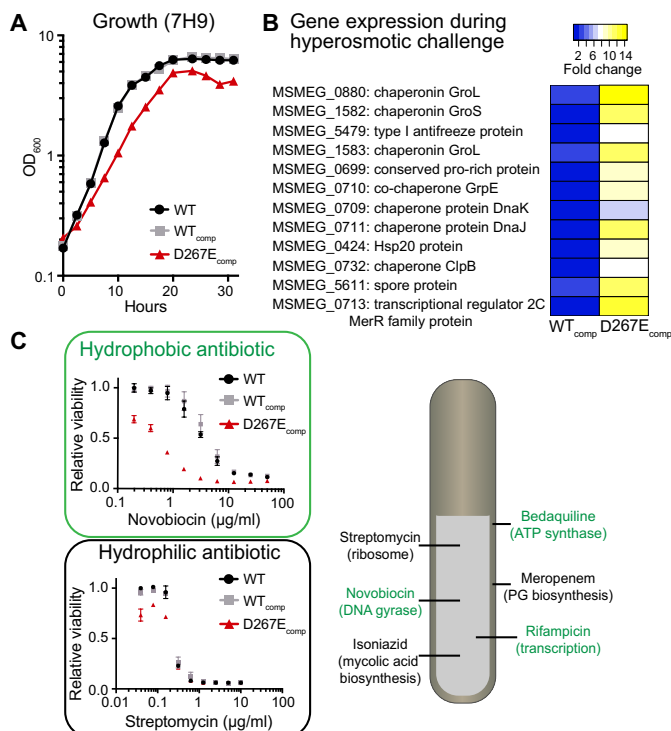 A
Growth (7H9)
OD600
10
1
0.1
0
10
20
30
Hours
WT
WTcomp
D267Ecomp
B
Gene expression during
hyperosmotic challenge
2 6 10 14
Fold change
MSMEG_0880: chaperonin GroL
MSMEG_1582: chaperonin GroS
MSMEG_5479: type I antifreeze protein
MSMEG_1583: chaperonin GroL
MSMEG_0699: conserved pro-rich protein
MSMEG_0710: co-chaperone GrpE
MSMEG_0709: chaperone protein DnaK
MSMEG_0711: chaperone protein DnaJ
MSMEG_0424: Hsp20 protein
MSMEG_0732: chaperone ClpB
MSMEG_5611: spore protein
MSMEG_0713: transcriptional regulator 2C
MerR family protein
WTcomp
D267Ecomp
C
Hydrophobic antibiotic
Relative viability
1.0
0.5
0.0
0.1
1
10
100
Novobiocin (µg/ml)
WT
WTcomp
D267Ecomp
Hydrophilic antibiotic
Relative viability
1.0
0.5
0.0
0.01
0.1
1
10
100
Streptomycin (µg/ml)
WT
WTcomp
D267Ecomp
Streptomycin
(ribosome)
Novobiocin
(DNA gyrase)
Isoniazid
(mycolic acid
biosynthesis)
Bedaquiline
(ATP synthase)
Meropenem
(PG biosynthesis)
Rifampicin
(transcription)